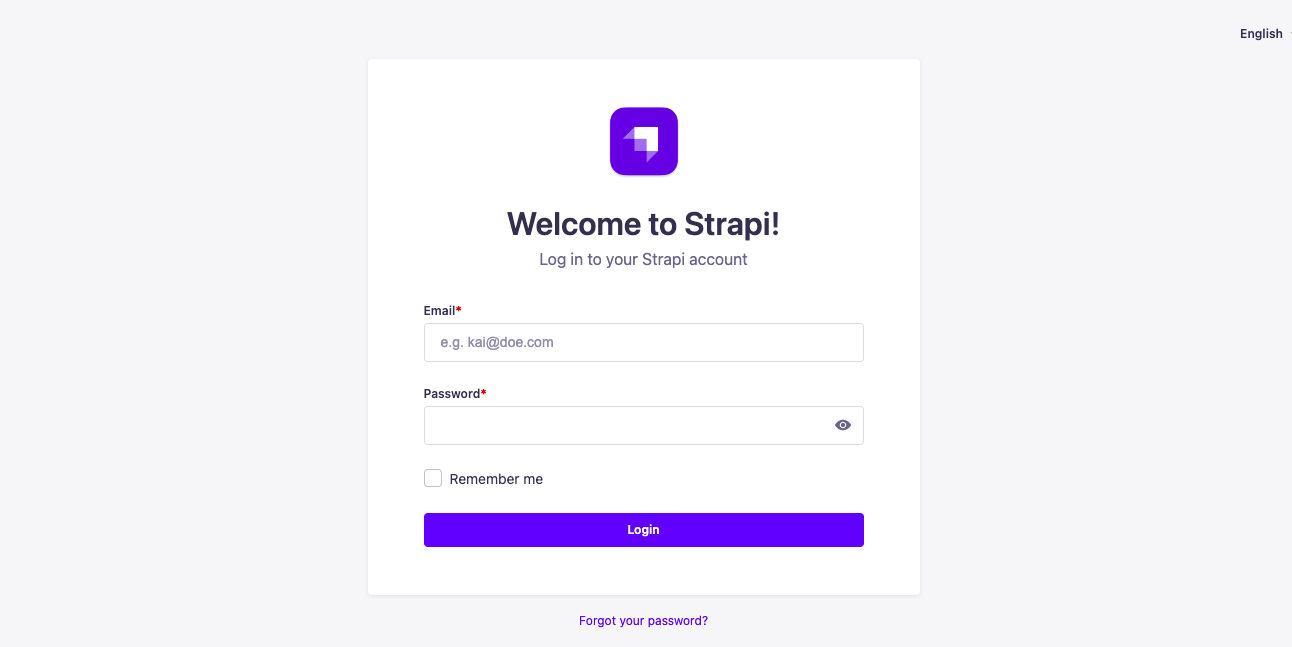 English
Welcome to Strapi!
Log in to your Strapi account
Email*
e.g. kai@doe.com
Password*
Remember me
Login
Forgot your password?